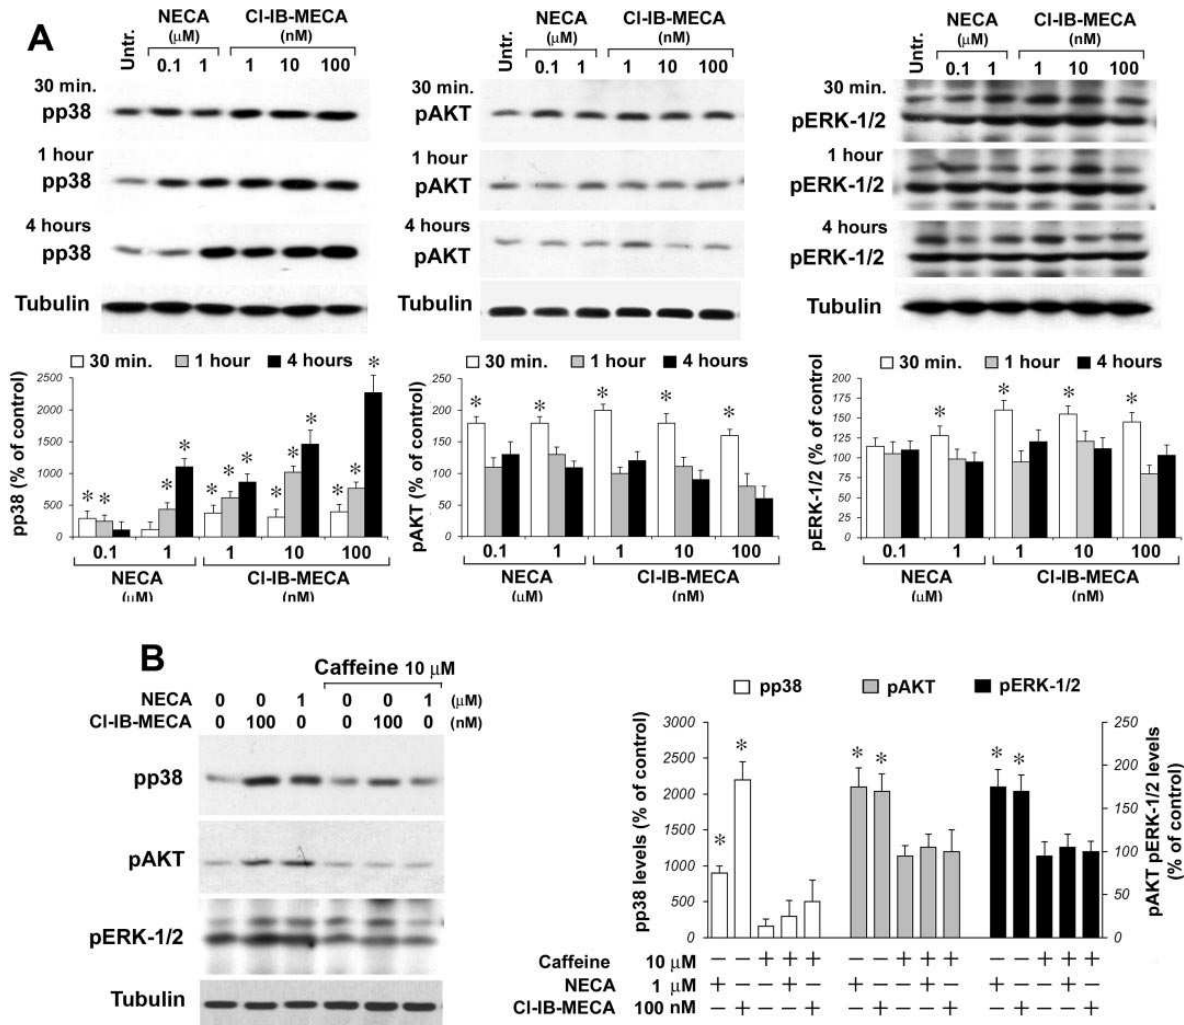 A
NECA Cl-IB-MECA
(μM) (nM)
Untr. 0.1 1 1 10 100
30 min.
pp38
1 hour
pp38
4 hours
pp38
Tubulin
NECA Cl-IB-MECA
(μM) (nM)
Untr. 0.1 1 1 10 100
30 min.
pAKT
1 hour
pAKT
4 hours
pAKT
Tubulin
NECA Cl-IB-MECA
(μM) (nM)
Untr. 0.1 1 1 10 100
30 min.
pERK-1/2
1 hour
pERK-1/2
4 hours
pERK-1/2
Tubulin
30 min. 1 hour 4 hours
pp38 (% of control)
2500
2000
1500
1000
500
0
* * * * * * * * * * * * *
0.1 1 1 10 100
NECA Cl-IB-MECA
(μM) (nM)
30 min. 1 hour 4 hours
pAKT (% of control)
250
225
200
175
150
125
100
75
50
25
0
* * * * *
0.1 1 1 10 100
NECA Cl-IB-MECA
(μM) (nM)
30 min. 1 hour 4 hours
pERK-1/2 (% of control)
200
175
150
125
100
75
50
25
0
* * * *
0.1 1 1 10 100
NECA Cl-IB-MECA
(μM) (nM)
B
Caffeine 10 μM
NECA 0 0 1 0 0 1 (μM)
Cl-IB-MECA 0 100 0 0 100 0 (nM)
pp38
pAKT
pERK-1/2
Tubulin
pp38 pAKT pERK-1/2
pp38 levels (% of control)
3000
2500
2000
1500
1000
500
0
* * * * * *
250
200
150
100
50
0
pAKT pERK-1/2 levels
(% of control)
Caffeine 10 μM − − + + + − − + + + − − + + +
NECA 1 μM + − − + − + − − + − + − − + −
Cl-IB-MECA 100 nM − + − − + − + − − + − + − − +